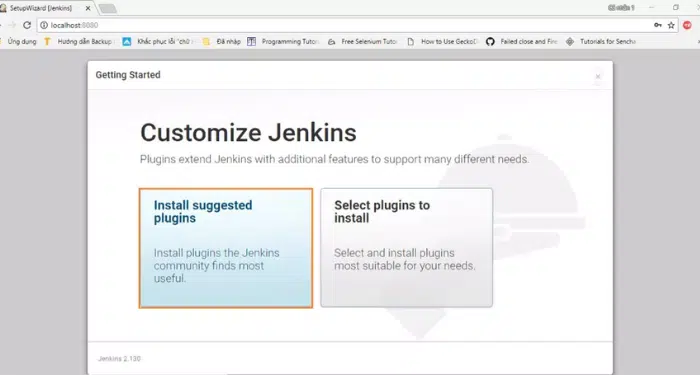 SetupWizard [Jenkins]
localhost:8080
Ứng dụng Hướng dẫn Backup Khắc phục lỗi "chữ Đã nhập Programming Tutor Free Selenium Tuto How to Use Gecko Failed close and Fire Tutorials for Sencha
Getting Started
Customize Jenkins
Plugins extend Jenkins with additional features to support many different needs.
Install suggested
plugins
Install plugins the Jenkins
community finds most
useful.
Select plugins to
install
Select and install plugins
most suitable for your needs.
Jenkins 2.138